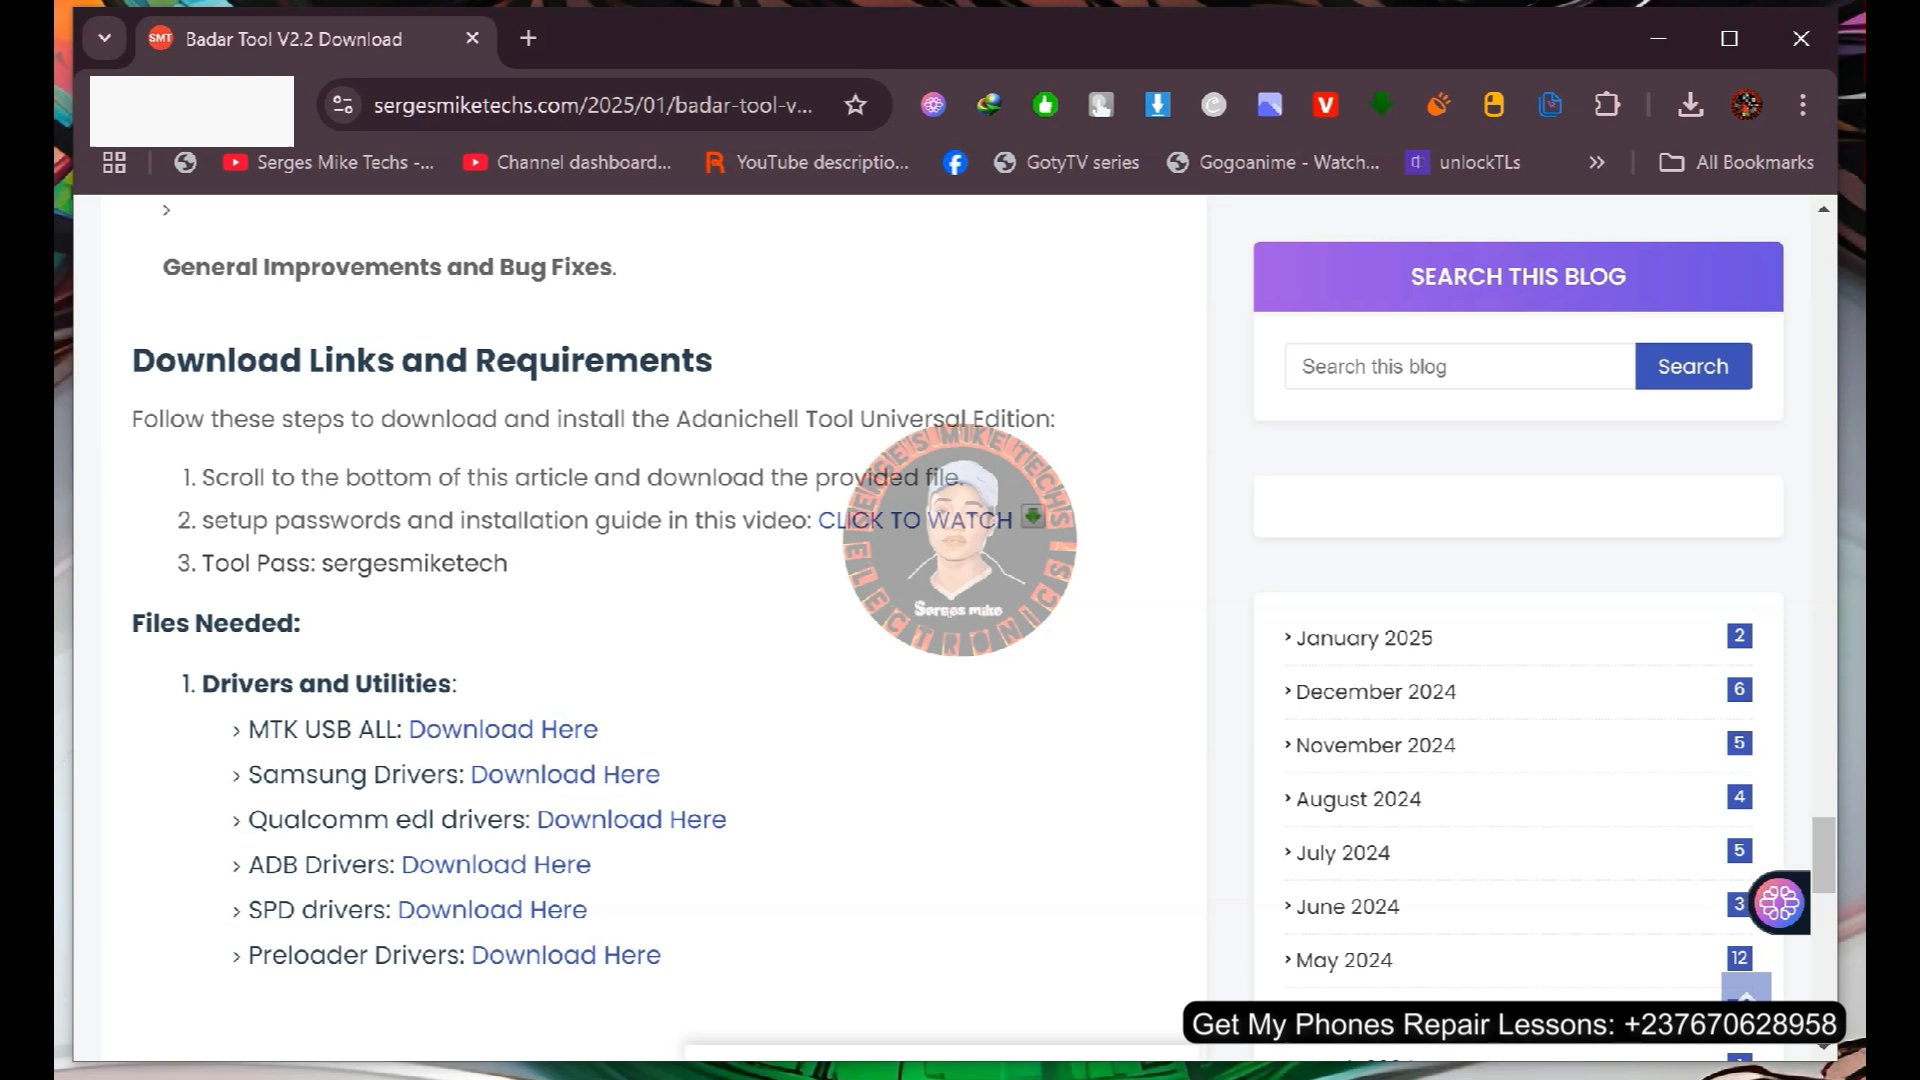 SMT Badar Tool V2.2 Download
sergesmiketechs.com/2025/01/badar-tool-v...
Serges Mike Techs -...
Channel dashboard...
YouTube descriptio...
GotyTV series
Gogoanime - Watch...
unlockTLs
All Bookmarks
General Improvements and Bug Fixes.
Download Links and Requirements
Follow these steps to download and install the Adanichell Tool Universal Edition:
1. Scroll to the bottom of this article and download the provided file.
2. setup passwords and installation guide in this video: CLICK TO WATCH
3. Tool Pass: sergesmiketech
Files Needed:
1. Drivers and Utilities:
› MTK USB ALL: Download Here
› Samsung Drivers: Download Here
› Qualcomm edl drivers: Download Here
› ADB Drivers: Download Here
› SPD drivers: Download Here
› Preloader Drivers: Download Here
SERGE'S MIKE TECHS
ELECTRONICS
Serges mike
SEARCH THIS BLOG
Search this blog
Search
January 2025 2
December 2024 6
November 2024 5
August 2024 4
July 2024 5
June 2024 3
May 2024 12
Get My Phones Repair Lessons: +237670628958